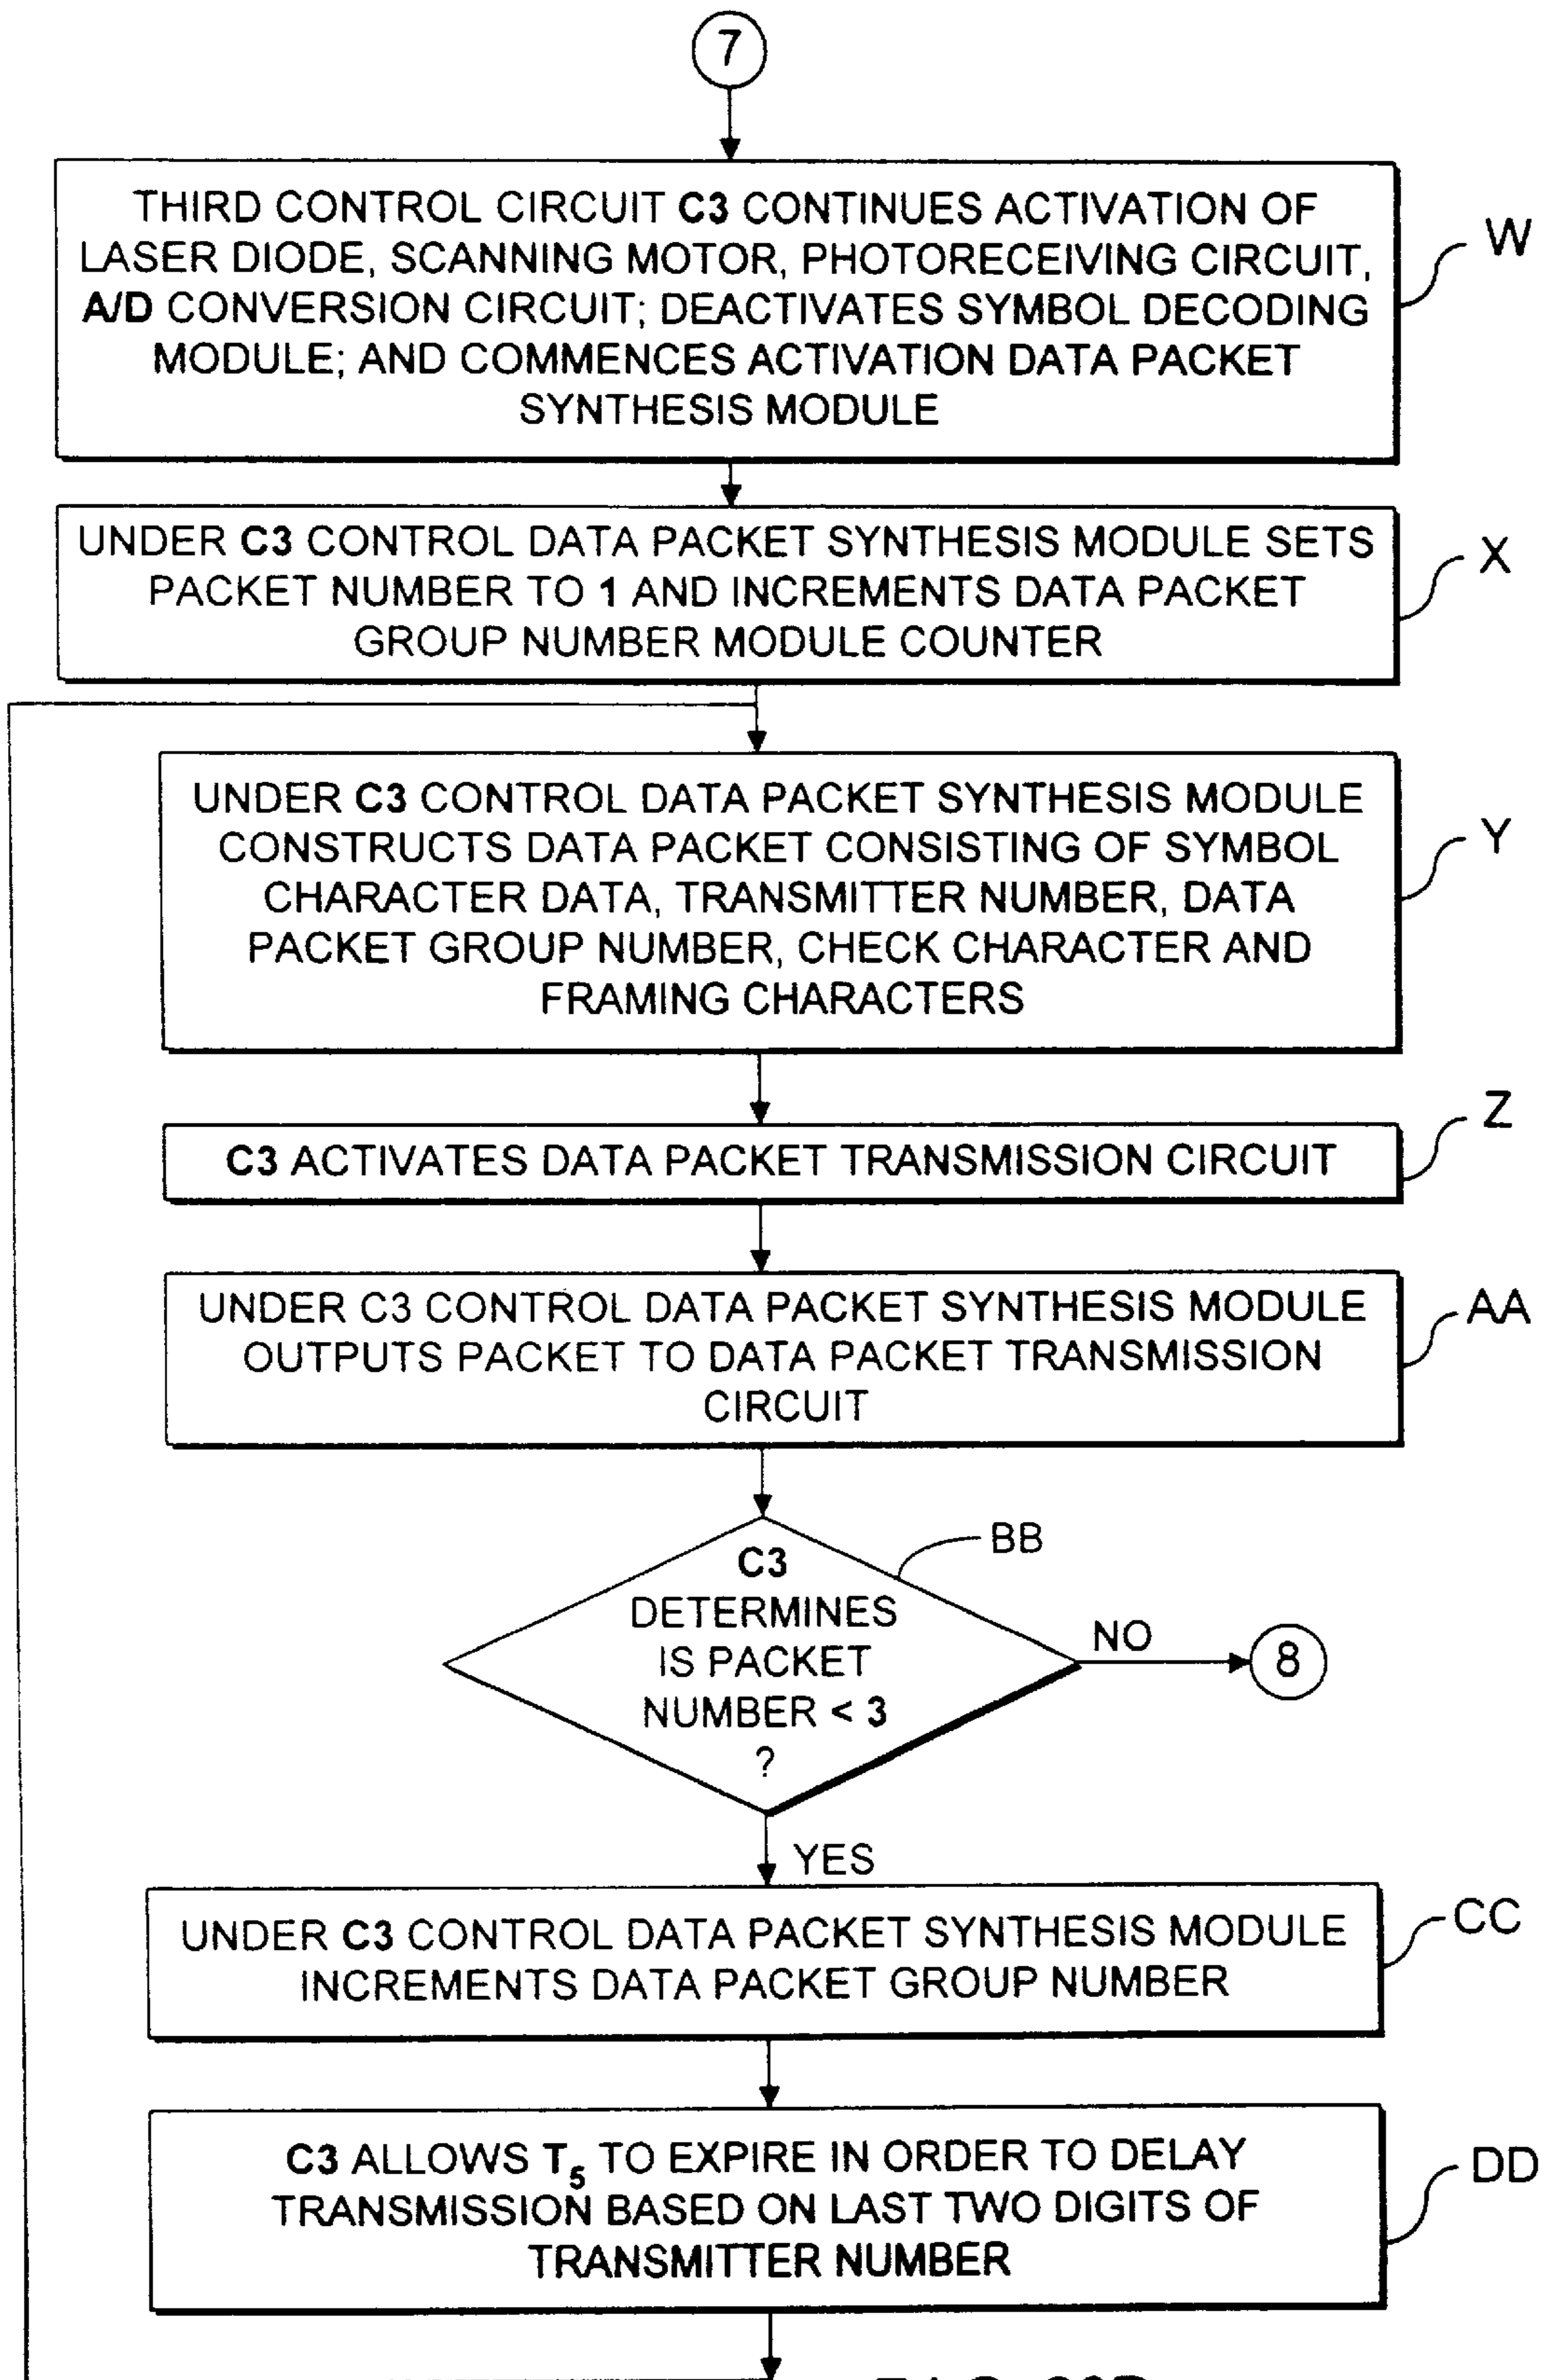 7
THIRD CONTROL CIRCUIT C3 CONTINUES ACTIVATION OF
LASER DIODE, SCANNING MOTOR, PHOTORECEIVING CIRCUIT,
A/D CONVERSION CIRCUIT; DEACTIVATES SYMBOL DECODING
MODULE; AND COMMENCES ACTIVATION DATA PACKET
SYNTHESIS MODULE
W
UNDER C3 CONTROL DATA PACKET SYNTHESIS MODULE SETS
PACKET NUMBER TO 1 AND INCREMENTS DATA PACKET
GROUP NUMBER MODULE COUNTER
X
UNDER C3 CONTROL DATA PACKET SYNTHESIS MODULE
CONSTRUCTS DATA PACKET CONSISTING OF SYMBOL
CHARACTER DATA, TRANSMITTER NUMBER, DATA
PACKET GROUP NUMBER, CHECK CHARACTER AND
FRAMING CHARACTERS
Y
C3 ACTIVATES DATA PACKET TRANSMISSION CIRCUIT
Z
UNDER C3 CONTROL DATA PACKET SYNTHESIS MODULE
OUTPUTS PACKET TO DATA PACKET TRANSMISSION
CIRCUIT
AA
C3
DETERMINES
IS PACKET
NUMBER < 3
?
BB
NO
8
YES
UNDER C3 CONTROL DATA PACKET SYNTHESIS MODULE
INCREMENTS DATA PACKET GROUP NUMBER
CC
C3 ALLOWS T5 TO EXPIRE IN ORDER TO DELAY
TRANSMISSION BASED ON LAST TWO DIGITS OF
TRANSMITTER NUMBER
DD